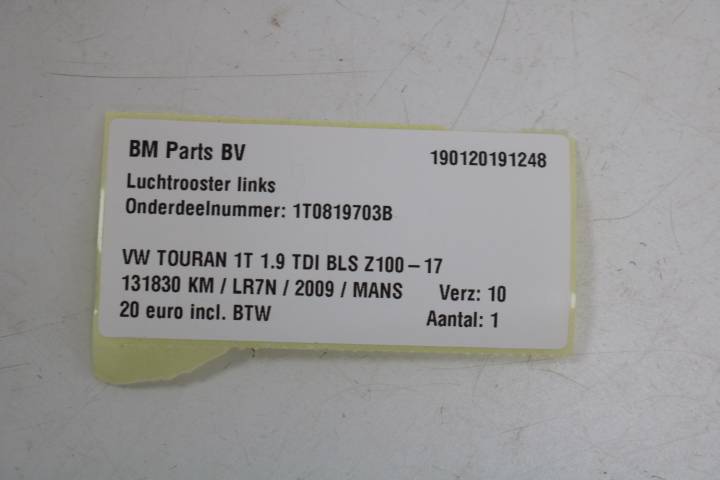 BM Parts BV 190120191248
Luchtrooster links
Onderdeelnummer: 1T0819703B
VW TOURAN 1T 1.9 TDI BLS Z100-17
131830 KM / LR7N / 2009 / MANS Verz: 10
20 euro incl. BTW Aantal: 1